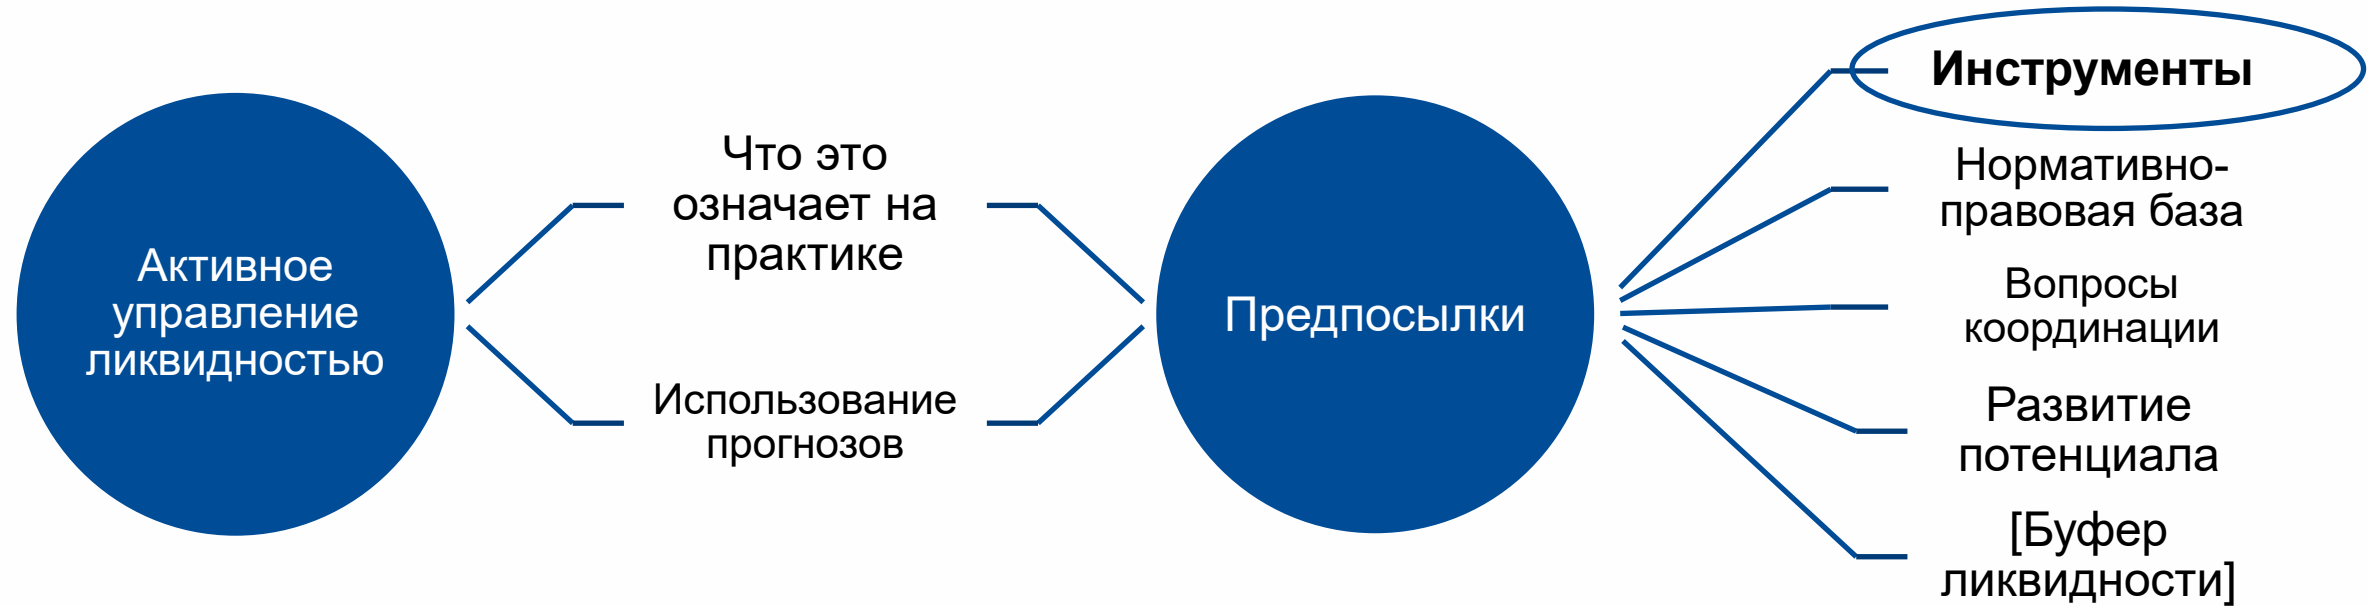 Активное
управление
ликвидностью
Что это
означает на
практике
Использование
прогнозов
Предпосылки
Инструменты
Нормативно-
правовая база
Вопросы
координации
Развитие
потенциала
[Буфер
ликвидности]